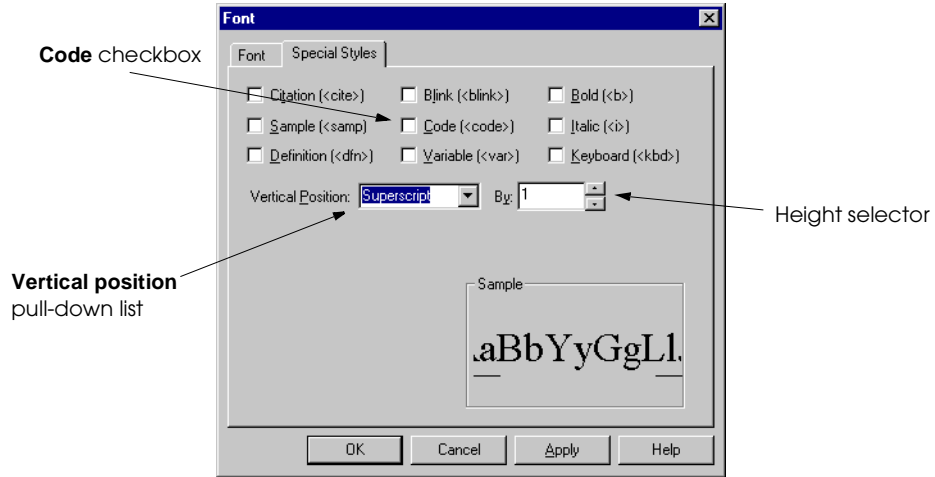 Font
Font Special Styles
Code checkbox
Citation (<cite>) Blink (<blink>) Bold (<b>)
Sample (<samp) Code (<code>) Italic (<i>)
Definition (<dfn>) Variable (<var>) Keyboard (<kbd>)
Vertical Position: Superscript By: 1
Height selector
Vertical position
pull-down list
Sample
aBbYyGgLl
OK Cancel Apply Help